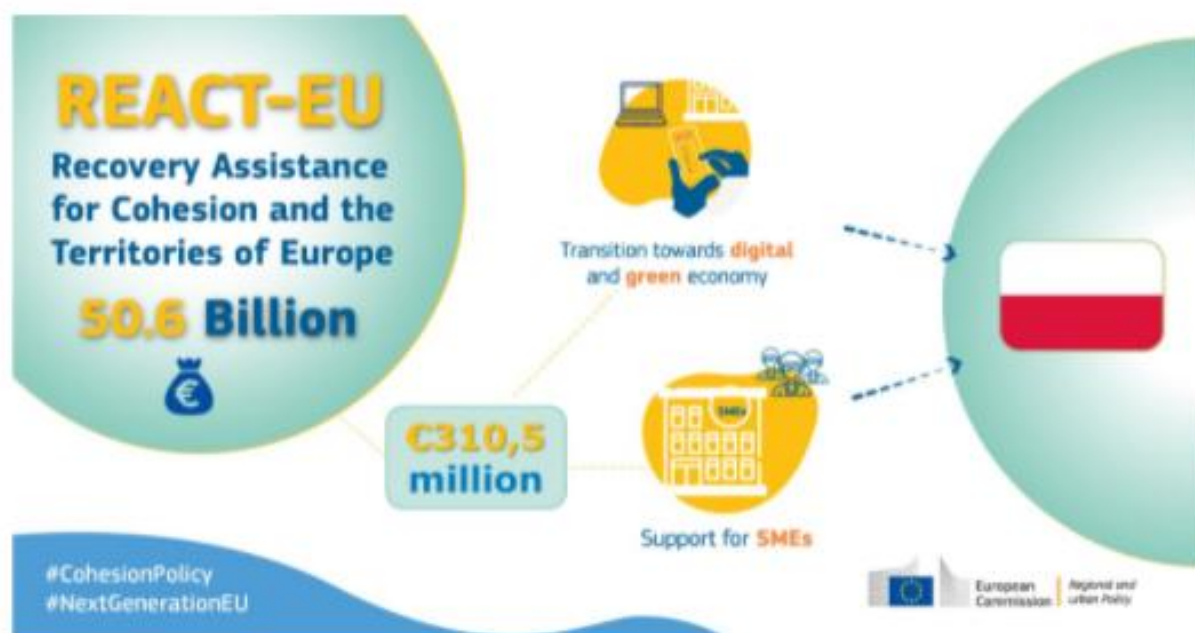 REACT-EU
Recovery Assistance
for Cohesion and the
Territories of Europe
50.6 Billion
€
€310,5
million
Transition towards digital
and green economy
SMEs
Support for SMEs
#CohesionPolicy
#NextGenerationEU
European
Commission
Regional and
urban Policy